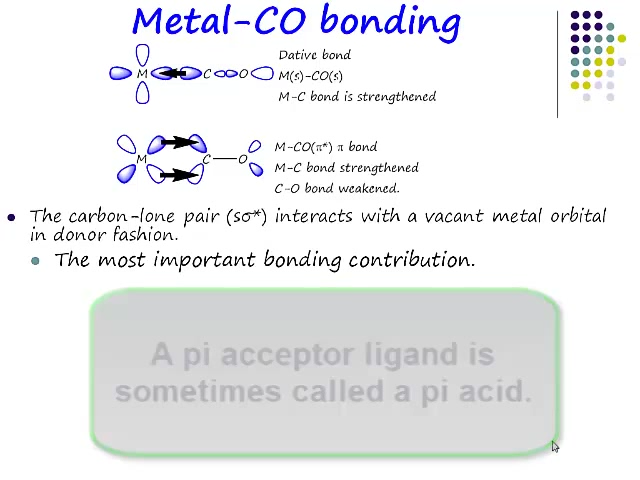 Metal-CO bonding
M C O
Dative bond
M(s)-CO(s)
M-C bond is strengthened
M C O
M-CO(π*) π bond
M-C bond strengthened
C-O bond weakened.
The carbon-lone pair (sσ*) interacts with a vacant metal orbital
in donor fashion.
The most important bonding contribution.
A pi acceptor ligand is
sometimes called a pi acid.